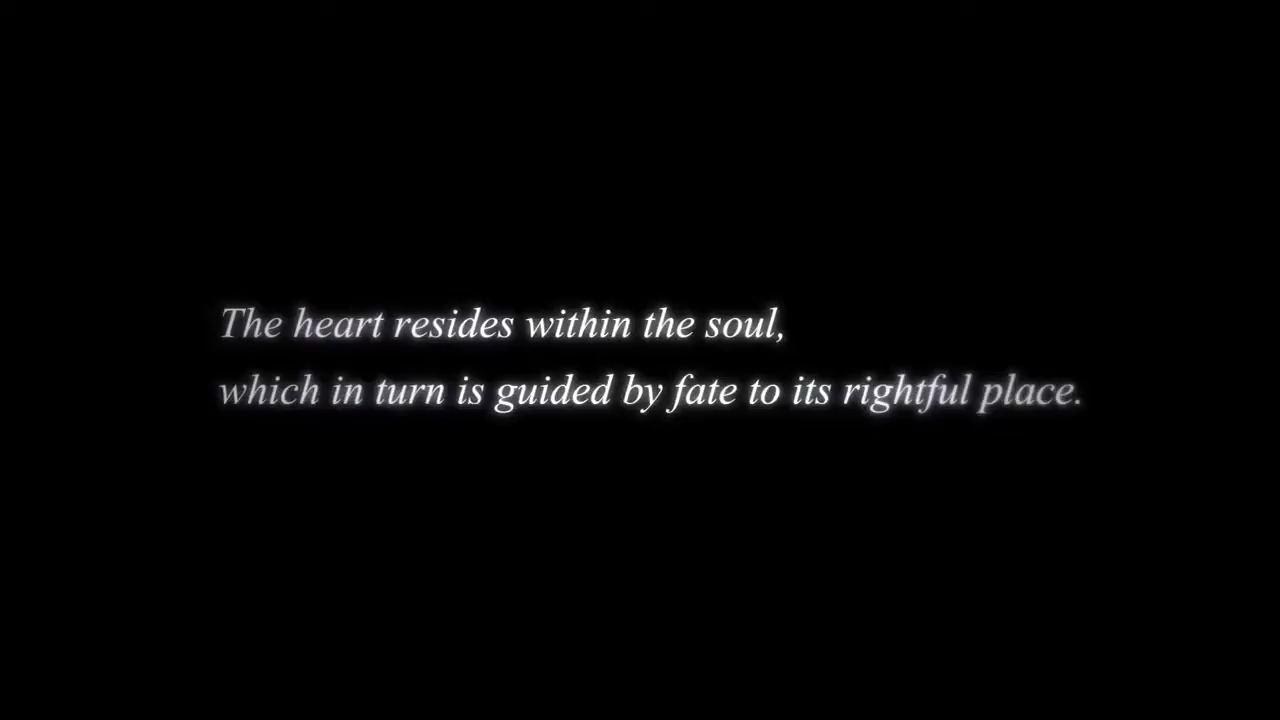 The heart resides within the soul,
which in turn is guided by fate to its rightful place.